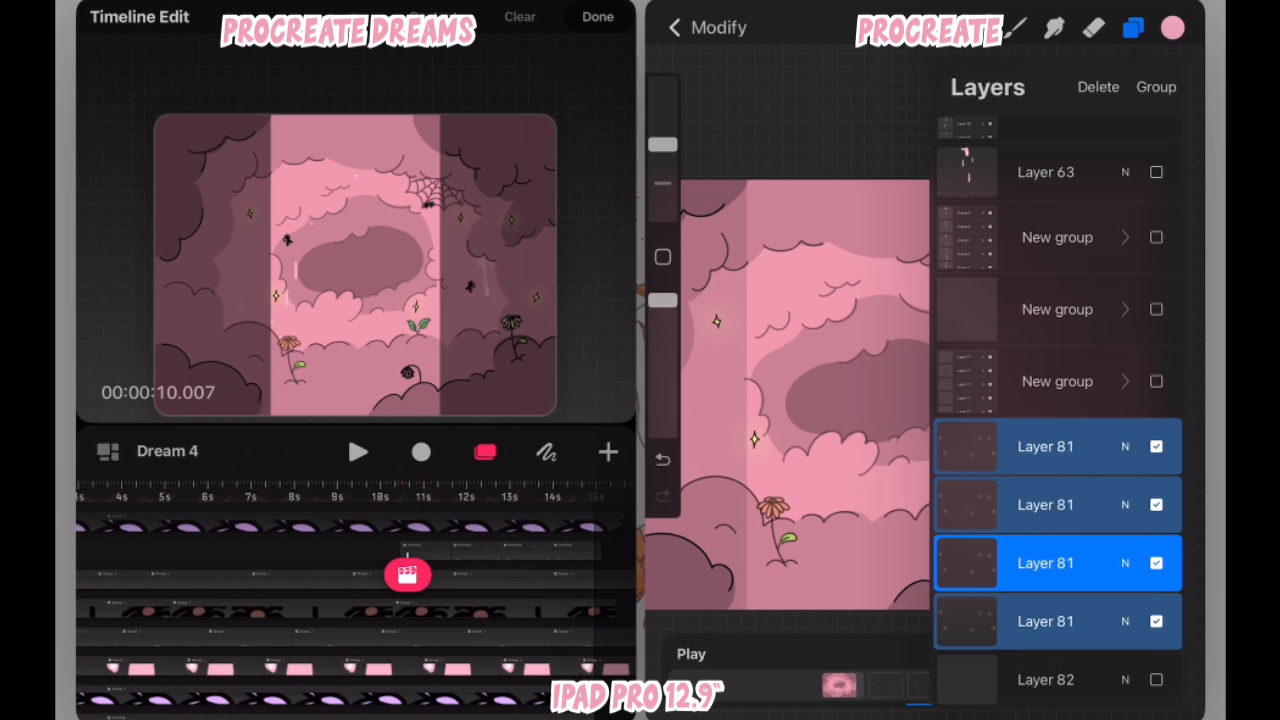 Timeline Edit
Clear
Done
PROCREATE DREAMS
00:00:10.007
Dream 4
4s 5s 6s 7s 8s 9s 10s 11s 12s 13s 14s 15s
Modify
PROCREATE
Layers
Delete
Group
Layer 63
N
New group
New group
New group
Layer 81
N
Layer 81
N
Layer 81
N
Layer 81
N
Layer 82
N
Play
IPAD PRO 12.9"